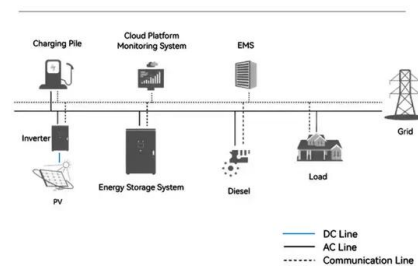 Charging Pile
Cloud Platform
Monitoring System
EMS
Grid
Inverter
PV
Energy Storage System
Diesel
Load
DC Line
AC Line
Communication Line